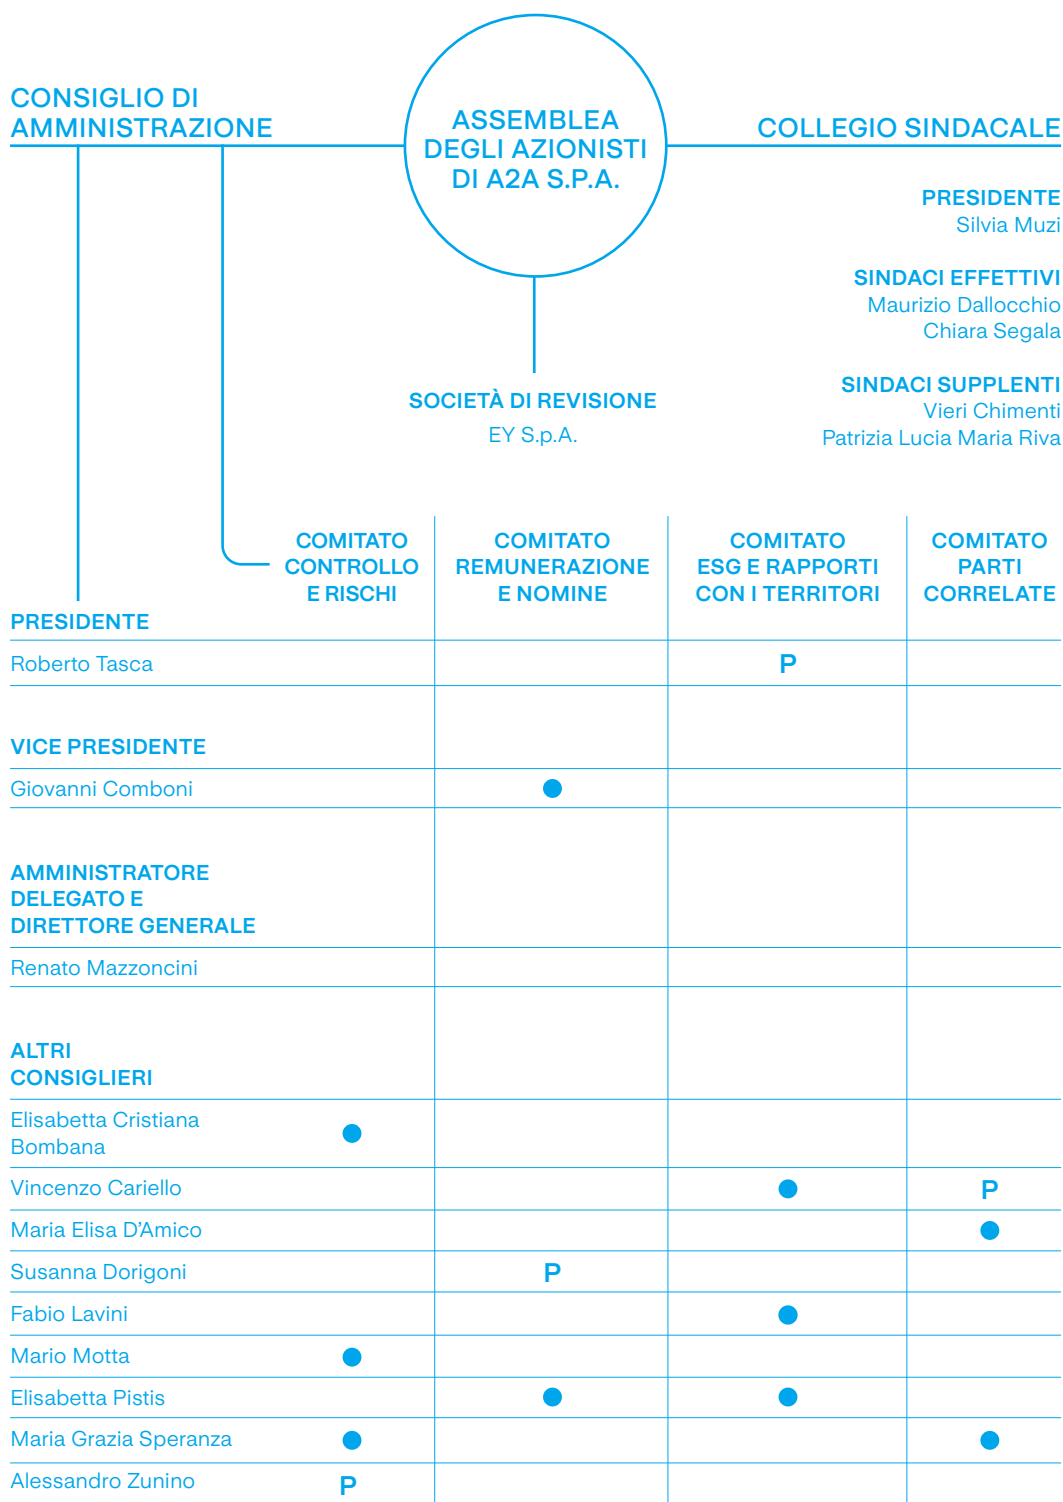 CONSIGLIO DI
AMMINISTRAZIONE
ASSEMBLEA
DEGLI AZIONISTI
DI A2A S.P.A.
COLLEGIO SINDACALE
PRESIDENTE
Silvia Muzi
SINDACI EFFETTIVI
Maurizio Dallocchio
Chiara Segala
SINDACI SUPPLENTI
Vieri Chimenti
Patrizia Lucia Maria Riva
SOCIETÀ DI REVISIONE
EY S.p.A.
COMITATO
CONTROLLO
E RISCHI
COMITATO
REMUNERAZIONE
E NOMINE
COMITATO
ESG E RAPPORTI
CON I TERRITORI
COMITATO
PARTI
CORRELATE
PRESIDENTE
Roberto Tasca P
VICE PRESIDENTE
Giovanni Comboni ●
AMMINISTRATORE
DELEGATO E
DIRETTORE GENERALE
Renato Mazzoncini
ALTRI
CONSIGLIERI
Elisabetta Cristiana
Bombana ●
Vincenzo Cariello ● P
Maria Elisa D'Amico ●
Susanna Dorigoni P
Fabio Lavini ●
Mario Motta ●
Elisabetta Pistis ● ●
Maria Grazia Speranza ● ●
Alessandro Zunino P